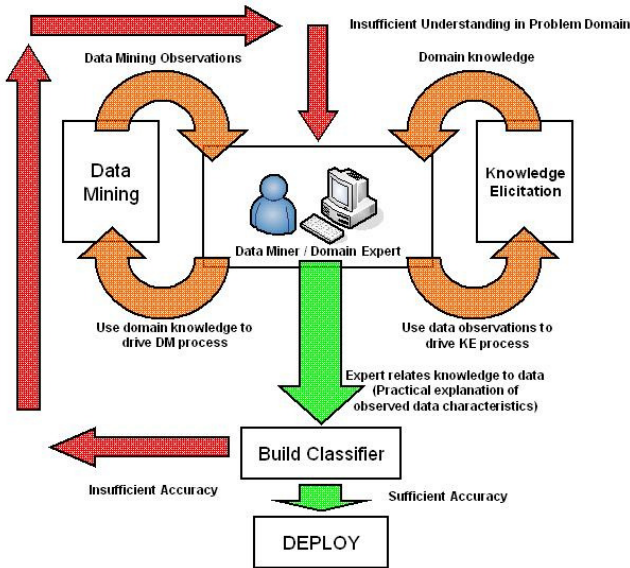 Insufficient Understanding in Problem Domain
Data Mining Observations
Domain knowledge
Data
Mining
Knowledge
Elicitation
Data Miner / Domain Expert
Use domain knowledge to
drive DM process
Use data observations to
drive KE process
Expert relates knowledge to data
(Practical explanation of
observed data characteristics)
Build Classifier
Insufficient Accuracy
Sufficient Accuracy
DEPLOY